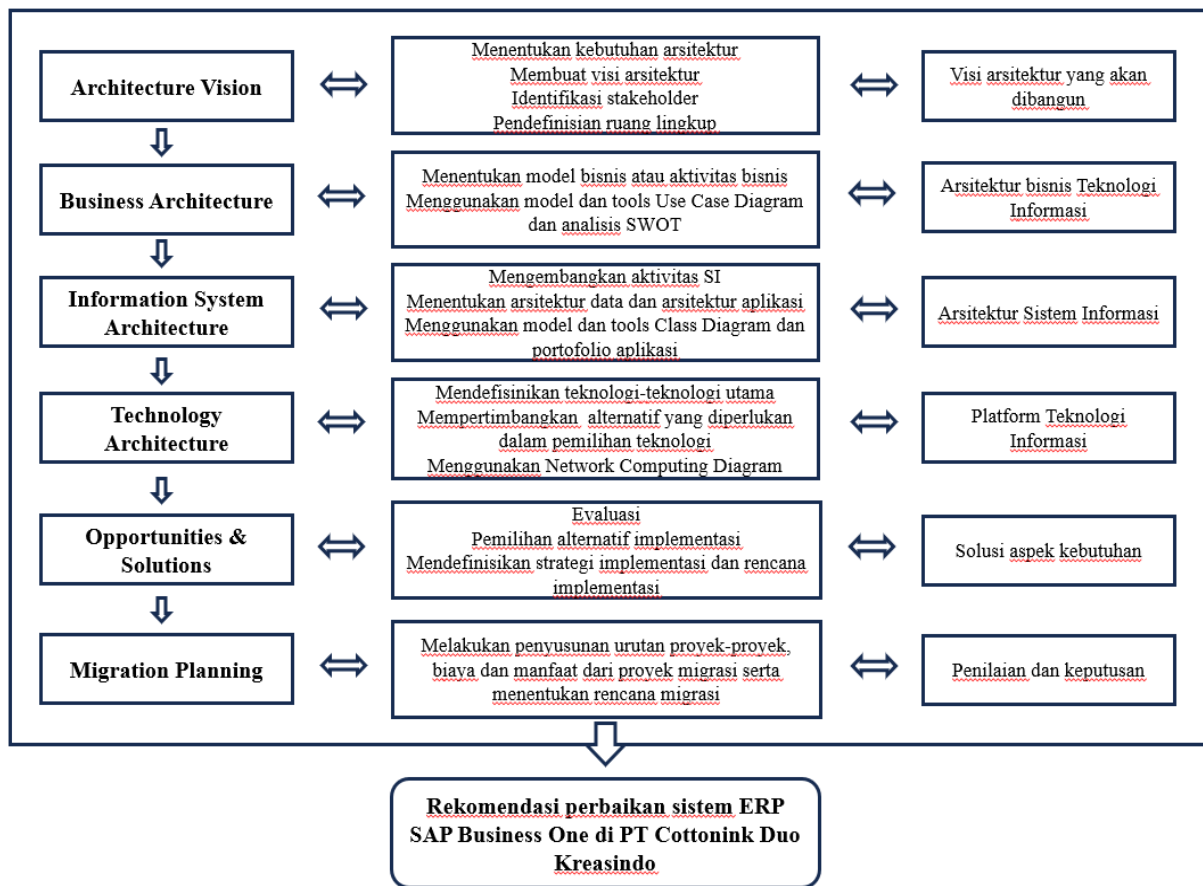 Architecture Vision
Menentukan kebutuhan arsitektur
Membuat visi arsitektur
Identifikasi stakeholder
Pendefinisian ruang lingkup
Visi arsitektur yang akan
dibangun
Business Architecture
Menentukan model bisnis atau aktivitas bisnis
Menggunakan model dan tools Use Case Diagram
dan analisis SWOT
Arsitektur bisnis Teknologi
Informasi
Information System
Architecture
Mengembangkan aktivitas SI
Menentukan arsitektur data dan arsitektur aplikasi
Menggunakan model dan tools Class Diagram dan
portofolio aplikasi
Arsitektur Sistem Informasi
Technology
Architecture
Mendefisinikan teknologi-teknologi utama
Mempertimbangkan alternatif yang diperlukan
dalam pemilihan teknologi
Menggunakan Network Computing Diagram
Platform Teknologi
Informasi
Opportunities &
Solutions
Evaluasi
Pemilihan alternatif implementasi
Mendefinisikan strategi implementasi dan rencana
implementasi
Solusi aspek kebutuhan
Migration Planning
Melakukan penyusunan urutan proyek-proyek,
biaya dan manfaat dari proyek migrasi serta
menentukan rencana migrasi
Penilaian dan keputusan
Rekomendasi perbaikan sistem ERP
SAP Business One di PT Cottonink Duo
Kreasindo